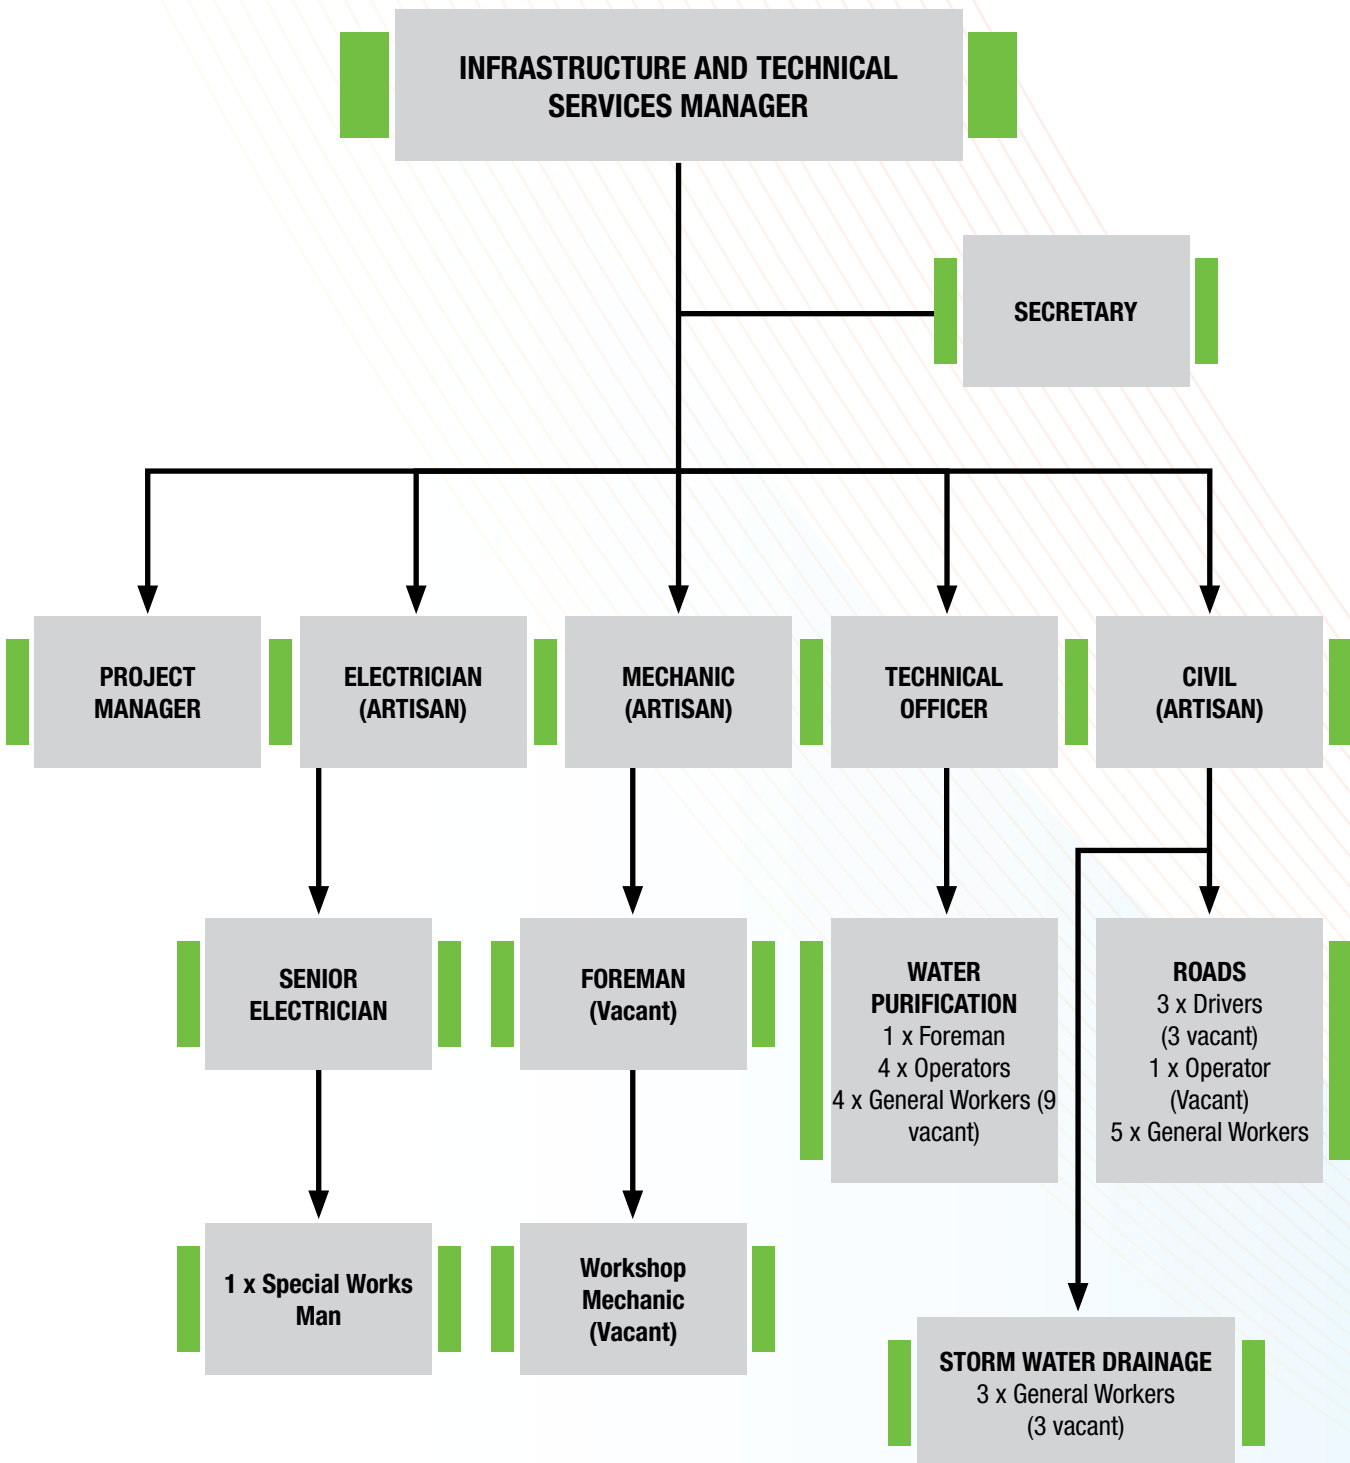 INFRASTRUCTURE AND TECHNICAL
SERVICES MANAGER
SECRETARY
PROJECT
MANAGER
ELECTRICIAN
(ARTISAN)
MECHANIC
(ARTISAN)
TECHNICAL
OFFICER
CIVIL
(ARTISAN)
SENIOR
ELECTRICIAN
FOREMAN
(Vacant)
WATER
PURIFICATION
1 x Foreman
4 x Operators
4 x General Workers (9
vacant)
ROADS
3 x Drivers
(3 vacant)
1 x Operator
(Vacant)
5 x General Workers
1 x Special Works
Man
Workshop
Mechanic
(Vacant)
STORM WATER DRAINAGE
3 x General Workers
(3 vacant)